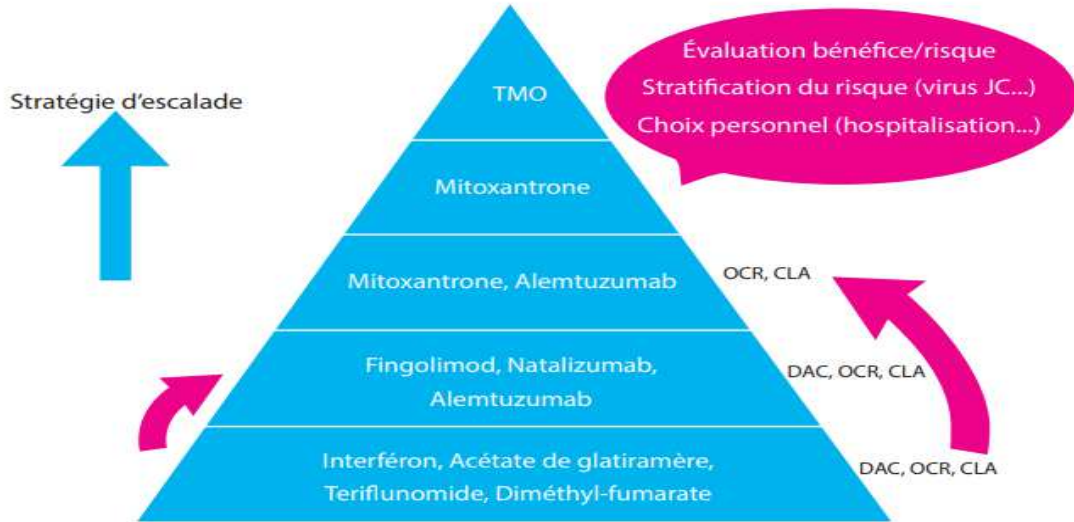 Évaluation bénéfice/risque
Stratification du risque (virus JC...)
Choix personnel (hospitalisation...)
Stratégie d'escalade
TMO
Mitoxantrone
Mitoxantrone, Alemtuzumab
OCR, CLA
Fingolimod, Natalizumab,
Alemtuzumab
DAC, OCR, CLA
Interféron, Acétate de glatiramère,
Teriflunomide, Diméthyl-fumarate
DAC, OCR, CLA